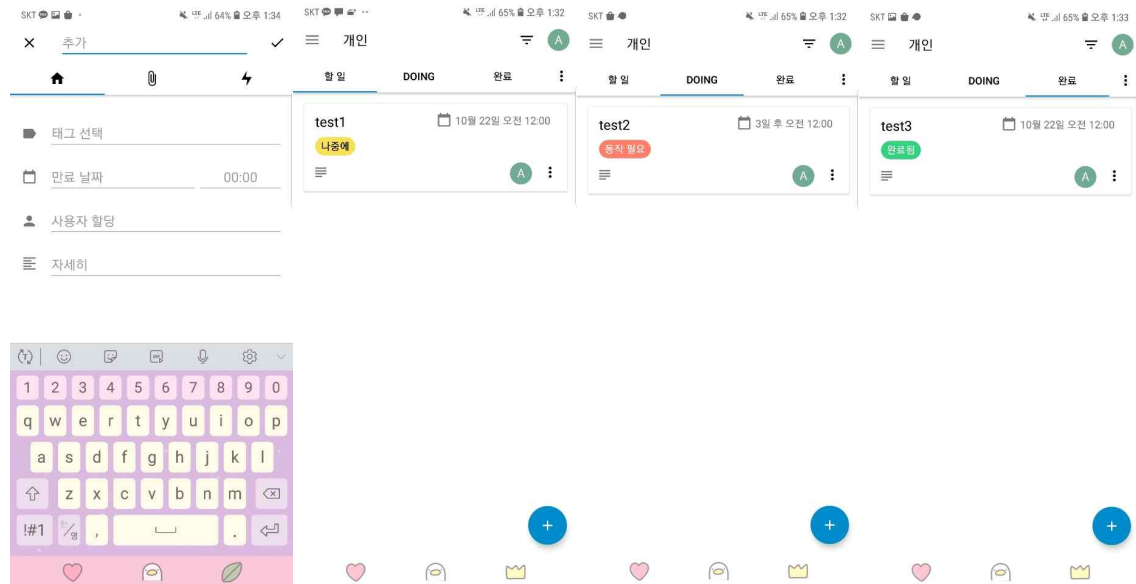 SKT 64% 오후 1:34
추가
태그 선택
만료 날짜 00:00
사용자 할당
자세히
1 2 3 4 5 6 7 8 9 0
q w e r t y u i o p
a s d f g h j k l
z x c v b n m
!#1 한/영 , .
SKT LTE 65% 오후 1:32
개인 A
할 일 DOING 완료
test1 10월 22일 오전 12:00
나중에
A
+
SKT LTE 65% 오후 1:32
개인 A
할 일 DOING 완료
test2 3일 후 오전 12:00
동작 필요
A
+
SKT LTE 65% 오후 1:33
개인 A
할 일 DOING 완료
test3 10월 22일 오전 12:00
완료됨
A
+